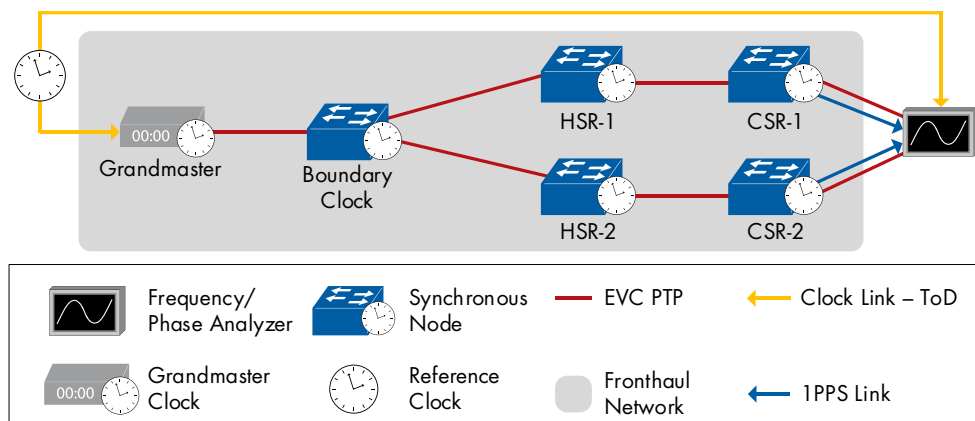 HSR-1
CSR-1
00:00
Grandmaster
Boundary
Clock
HSR-2
CSR-2
Frequency/
Phase Analyzer
Synchronous
Node
EVC PTP
Clock Link – ToD
00:00
Grandmaster
Clock
Reference
Clock
Fronthaul
Network
1PPS Link